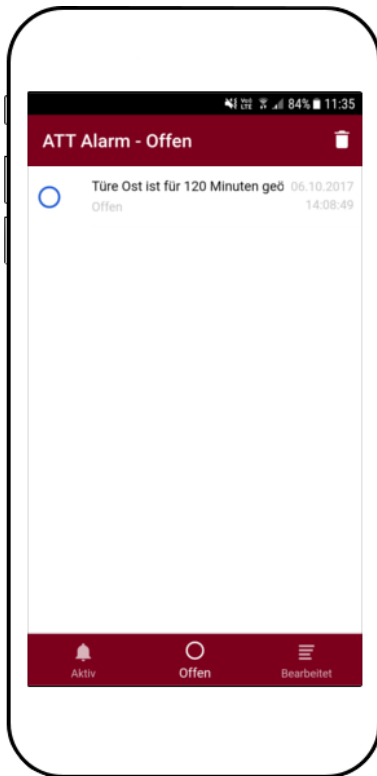 84% 11:35
ATT Alarm - Offen
Türe Ost ist für 120 Minuten geö 06.10.2017
Offen 14:08:49
Aktiv Offen Bearbeitet